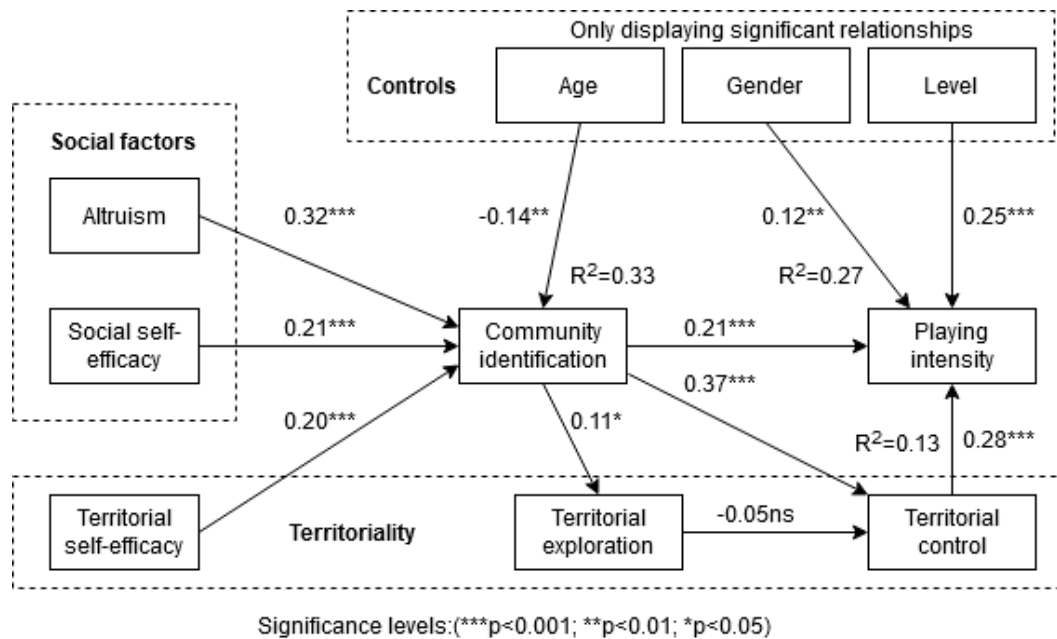 Only displaying significant relationships
Controls
Age
Gender
Level
Social factors
Altruism
0.32***
-0.14**
0.12**
0.25***
R²=0.33
R²=0.27
Social self-
efficacy
0.21***
Community
identification
0.21***
Playing
intensity
0.37***
0.20***
0.11*
R²=0.13
0.28***
Territorial
self-efficacy
Territoriality
Territorial
exploration
-0.05ns
Territorial
control
Significance levels:(***p<0.001; **p<0.01; *p<0.05)